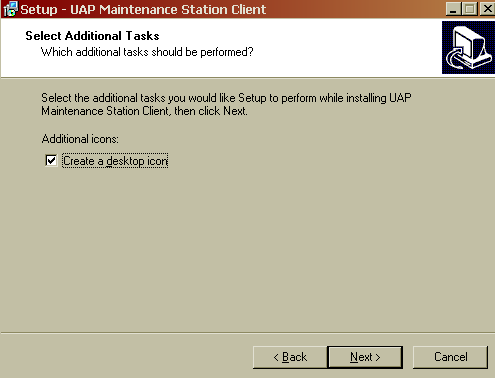 Setup - UAP Maintenance Station Client
Select Additional Tasks
Which additional tasks should be performed?
Select the additional tasks you would like Setup to perform while installing UAP
Maintenance Station Client, then click Next.
Additional icons:
Create a desktop icon
< Back
Next >
Cancel